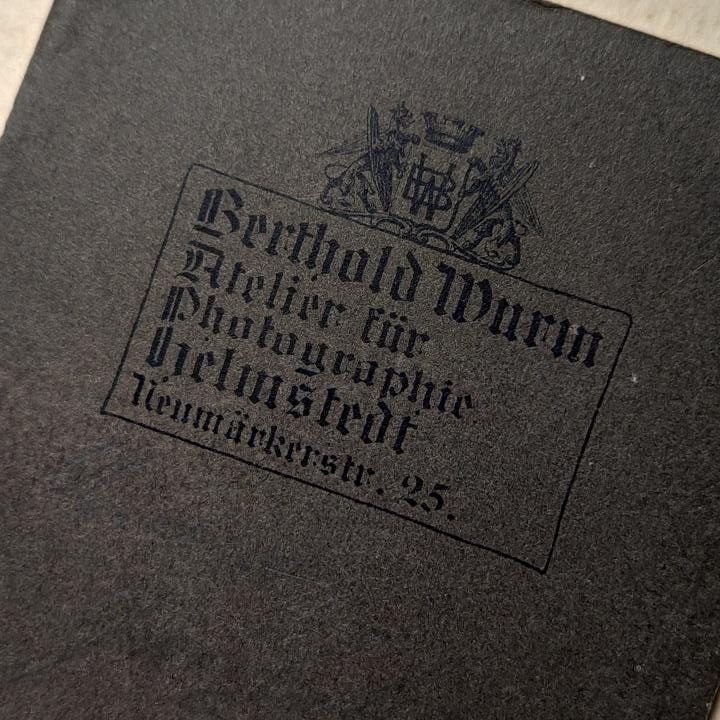 Berthold Wurm
Atelier für
Photographie
Helmstedt
Neumärkerstr. 25.